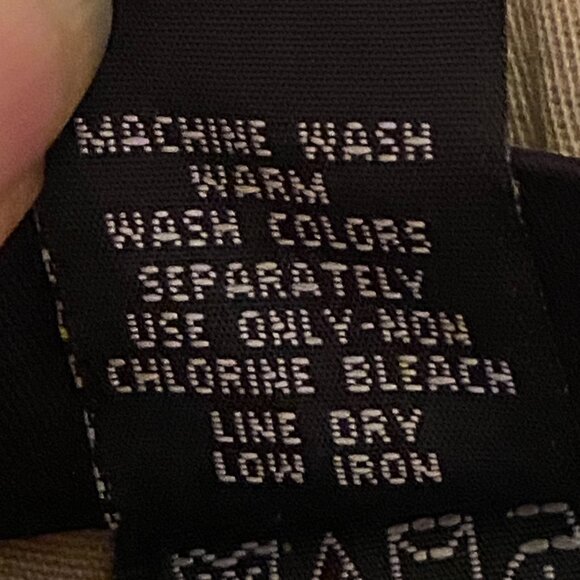 MACHINE WASH
WARM
WASH COLORS
SEPARATELY
USE ONLY-NON
CHLORINE BLEACH
LINE DRY
LOW IRON